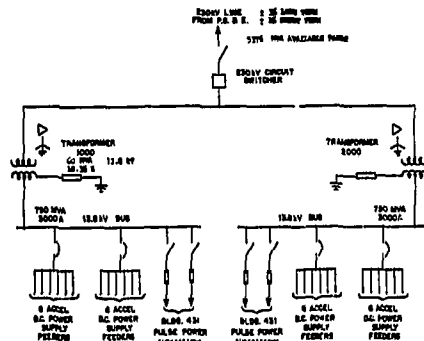 230kV LINE
FROM P.G.& E.
MVA AVAILABLE
230kV CIRCUIT
SWITCHER
TRANSFORMER
1000
60 MVA 13.8 kV
TRANSFORMER
2000
750 MVA
3000A
13.8kV BUS
13.8kV BUS
750 MVA
3000A
6 ACCEL
D.C. POWER
SUPPLY
FEEDERS
6 ACCEL
D.C. POWER
SUPPLY
FEEDERS
BLDG. 431
PULSE POWER
BLDG. 431
PULSE POWER
6 ACCEL
D.C. POWER
SUPPLY
FEEDERS
6 ACCEL
D.C. POWER
SUPPLY
FEEDERS